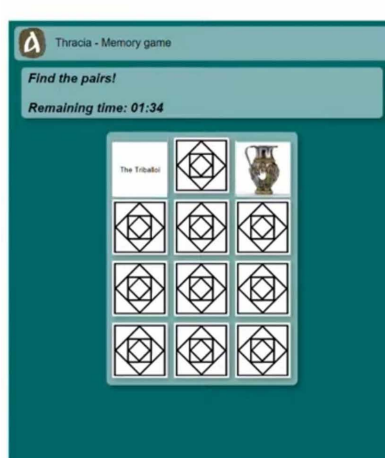 Thracia - Memory game
Find the pairs!
Remaining time: 01:34
The Triballoi